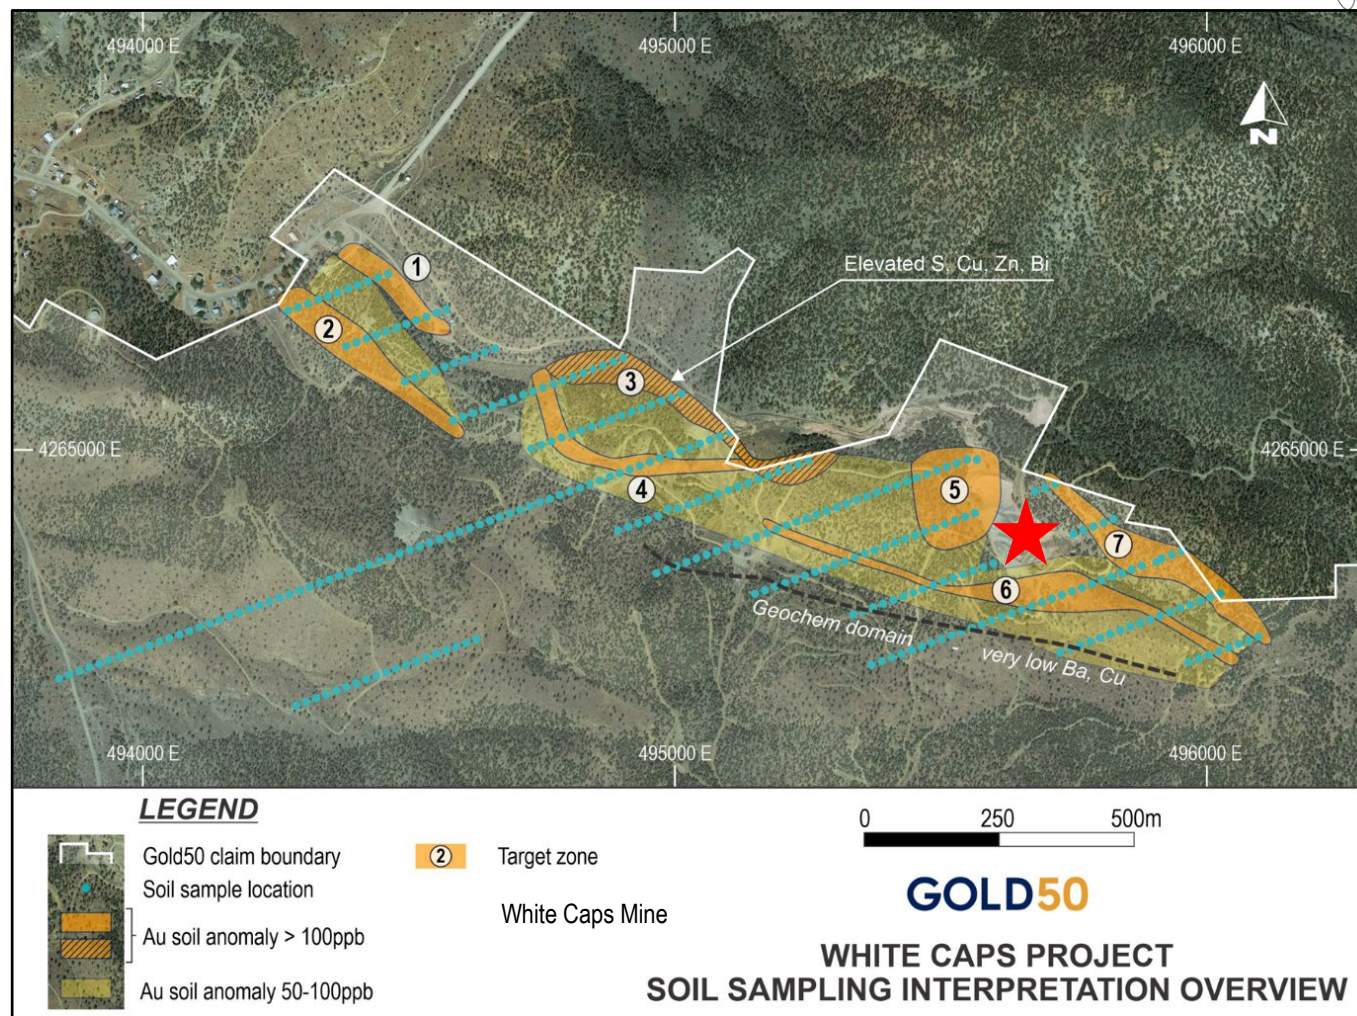 494000 E
495000 E
496000 E
N
Elevated S, Cu, Zn, Bi
1
2
3
4265000 E
4265000 E
4
5
7
6
Geochem domain - very low Ba, Cu
494000 E
495000 E
496000 E
LEGEND
Gold50 claim boundary
Soil sample location
Au soil anomaly > 100ppb
Au soil anomaly 50-100ppb
2
Target zone
White Caps Mine
0
250
500m
GOLD50
WHITE CAPS PROJECT
SOIL SAMPLING INTERPRETATION OVERVIEW